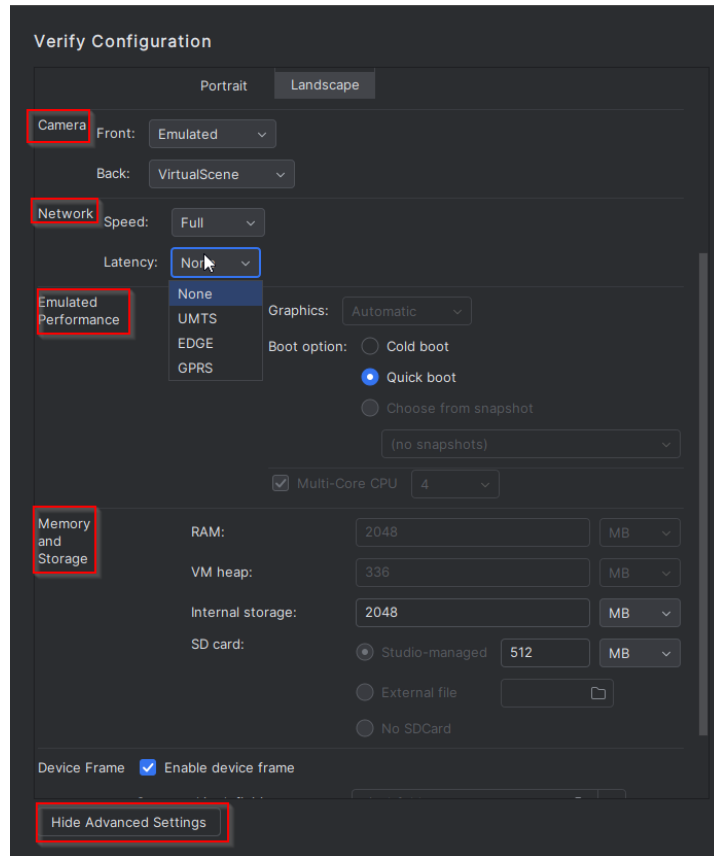 Verify Configuration
Portrait Landscape
Camera Front: Emulated
Back: VirtualScene
Network Speed: Full
Latency: None
None
UMTS
EDGE
GPRS
Emulated
Performance
Graphics: Automatic
Boot option: Cold boot
Quick boot
Choose from snapshot
(no snapshots)
Multi-Core CPU 4
Memory
and
Storage
RAM: 2048 MB
VM heap: 336 MB
Internal storage: 2048 MB
SD card: Studio-managed 512 MB
External file
No SDCard
Device Frame Enable device frame
Hide Advanced Settings